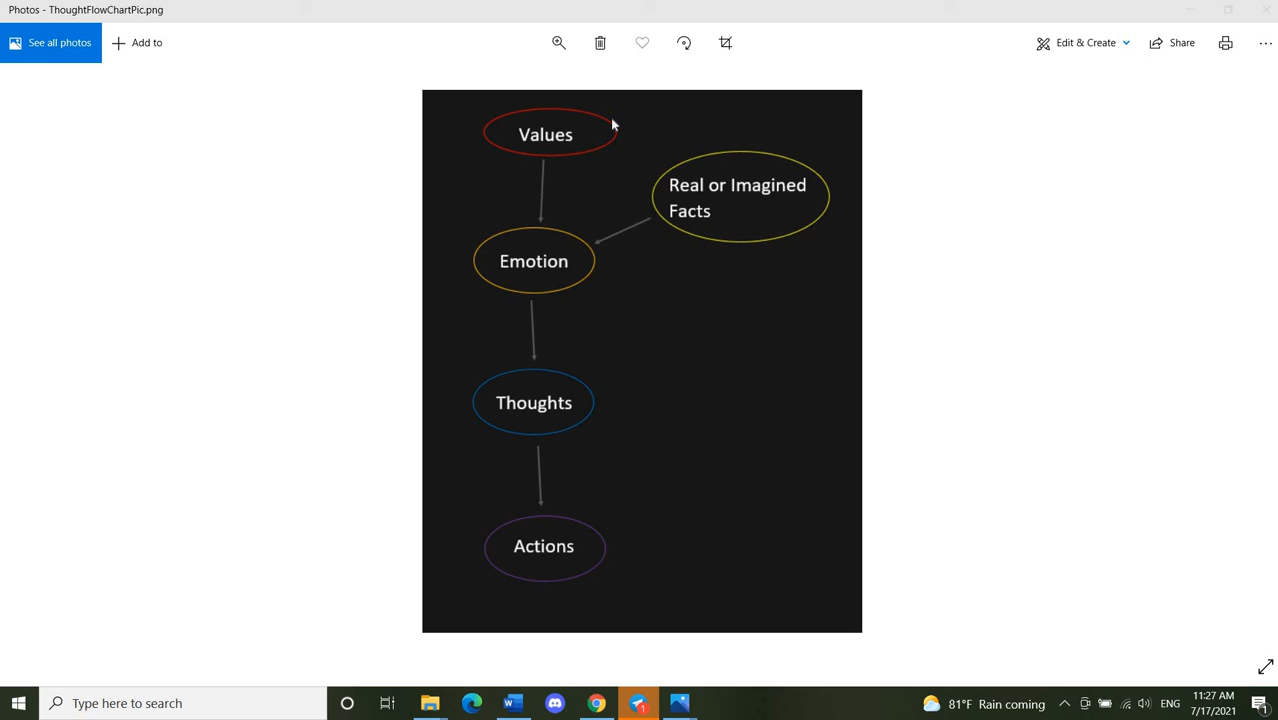 Photos - ThoughtFlowChartPic.png
See all photos
Add to
Edit & Create
Share
Values
Real or Imagined
Facts
Emotion
Thoughts
Actions
Type here to search
W
1
81°F Rain coming
ENG
11:27 AM
7/17/2021